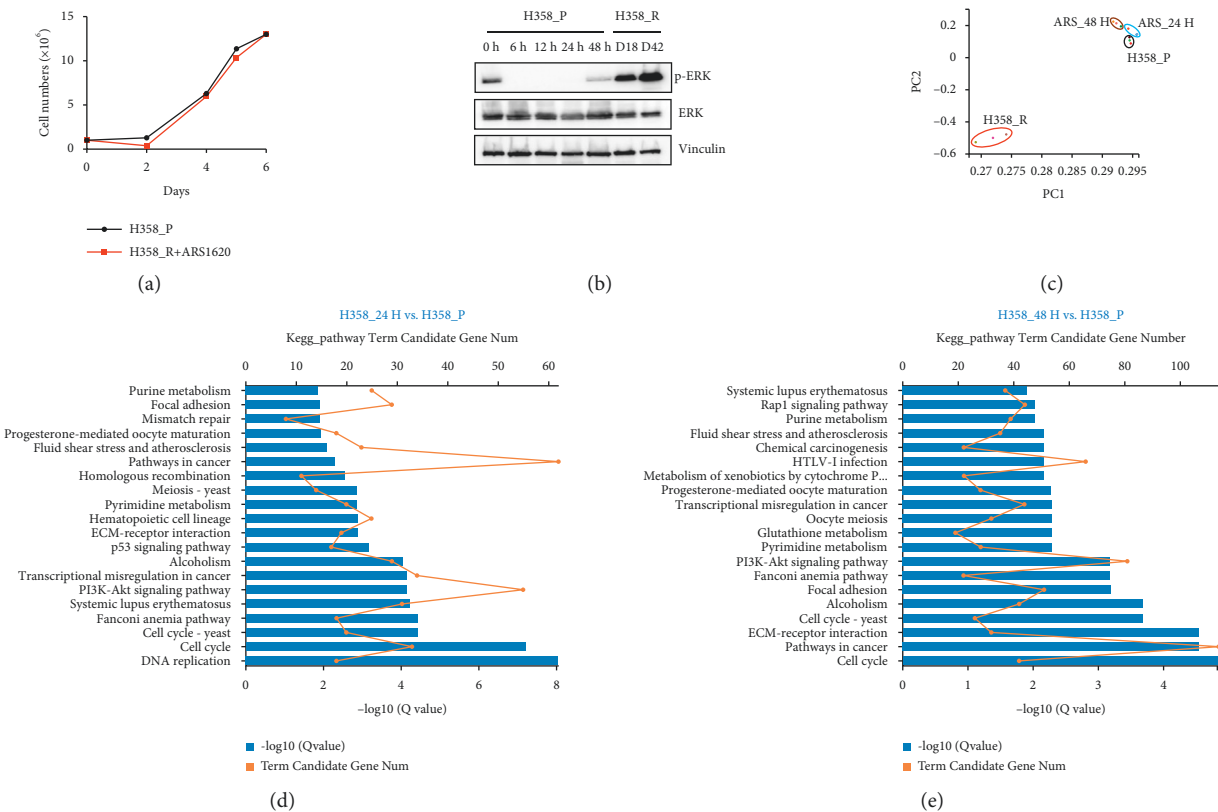 15
10
5
0
Cell numbers (×10⁶)
0 2 4 6
Days
H358_P
H358_R+ARS1620
(a)
H358_P H358_R
0 h 6 h 12 h 24 h 48 h D18 D42
p-ERK
ERK
Vinculin
(b)
0.2
0
−0.2
−0.4
−0.6
PC2
ARS_48 H ARS_24 H
H358_P
H358_R
0.27 0.275 0.28 0.285 0.29 0.295
PC1
(c)
H358_24 H vs. H358_P
Kegg_pathway Term Candidate Gene Num
0 10 20 30 40 50 60
Purine metabolism
Focal adhesion
Mismatch repair
Progesterone-mediated oocyte maturation
Fluid shear stress and atherosclerosis
Pathways in cancer
Homologous recombination
Meiosis - yeast
Pyrimidine metabolism
Hematopoietic cell lineage
ECM-receptor interaction
p53 signaling pathway
Alcoholism
Transcriptional misregulation in cancer
PI3K-Akt signaling pathway
Systemic lupus erythematosus
Fanconi anemia pathway
Cell cycle - yeast
Cell cycle
DNA replication
0 2 4 6 8
−log10 (Q value)
-log10 (Qvalue)
Term Candidate Gene Num
(d)
H358_48 H vs. H358_P
Kegg_pathway Term Candidate Gene Number
0 20 40 60 80 100
Systemic lupus erythematosus
Rap1 signaling pathway
Purine metabolism
Fluid shear stress and atherosclerosis
Chemical carcinogenesis
HTLV-I infection
Metabolism of xenobiotics by cytochrome P...
Progesterone-mediated oocyte maturation
Transcriptional misregulation in cancer
Oocyte meiosis
Glutathione metabolism
Pyrimidine metabolism
PI3K-Akt signaling pathway
Fanconi anemia pathway
Focal adhesion
Alcoholism
Cell cycle - yeast
ECM-receptor interaction
Pathways in cancer
Cell cycle
0 1 2 3 4
−log10 (Q value)
-log10 (Qvalue)
Term Candidate Gene Num
(e)